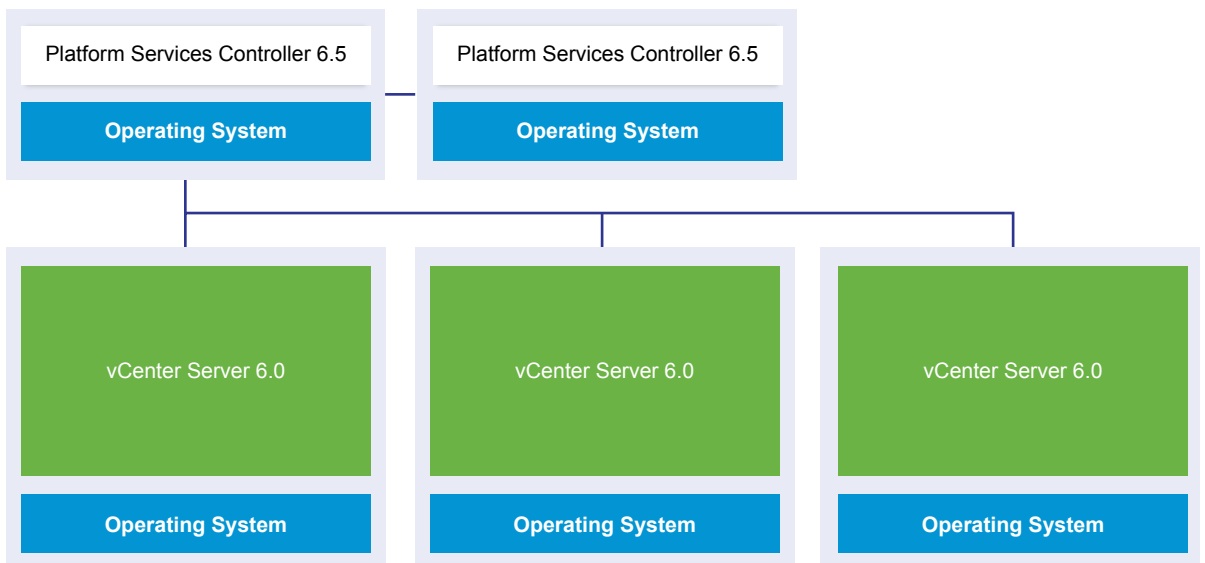 Platform Services Controller 6.5
Platform Services Controller 6.5
Operating System
Operating System
vCenter Server 6.0
vCenter Server 6.0
vCenter Server 6.0
Operating System
Operating System
Operating System